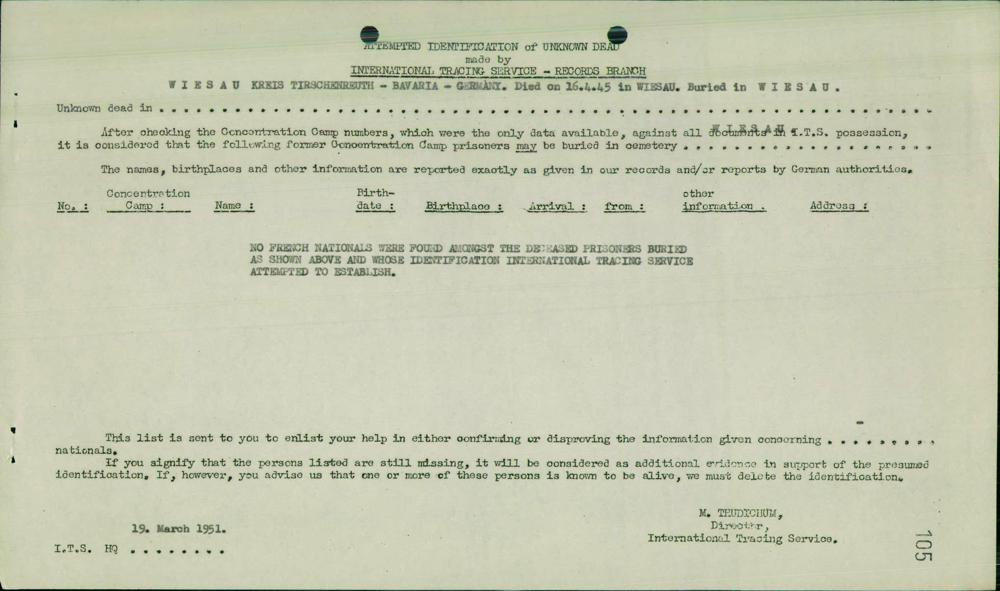 ATTEMPTED IDENTIFICATION of UNKNOWN DEAD
made by
INTERNATIONAL TRACING SERVICE - RECORDS BRANCH
W I E S A U KREIS TIRSCHENREUTH - BAVARIA - GERMANY. Died on 16.4.45 in WIESAU. Buried in W I E S A U .
Unknown dead in . . . . . . . . . . . . . . . . . . . . . . . . . . . . . . . . . . . . . . . . . . . . . . . . . . . .
W I E S A U
After checking the Concentration Camp numbers, which were the only data available, against all documents in I.T.S. possession,
it is considered that the following former Concentration Camp prisoners may be buried in cemetery . . . . . . . . . . . . . . . .
The names, birthplaces and other information are reported exactly as given in our records and/or reports by German authorities.
No. : Concentration Camp : Name : Birth-date : Birthplace : Arrival : from : other information . Address :
NO FRENCH NATIONALS WERE FOUND AMONGST THE DECEASED PRISONERS BURIED
AS SHOWN ABOVE AND WHOSE IDENTIFICATION INTERNATIONAL TRACING SERVICE
ATTEMPTED TO ESTABLISH.
This list is sent to you to enlist your help in either confirming or disproving the information given concerning . . . . . . . . .
nationals.
If you signify that the persons listed are still missing, it will be considered as additional evidence in support of the presumed
identification. If, however, you advise us that one or more of these persons is known to be alive, we must delete the identification.
M. THUDICHUM,
Director,
International Tracing Service.
19. March 1951.
I.T.S. HQ . . . . . . . .
105